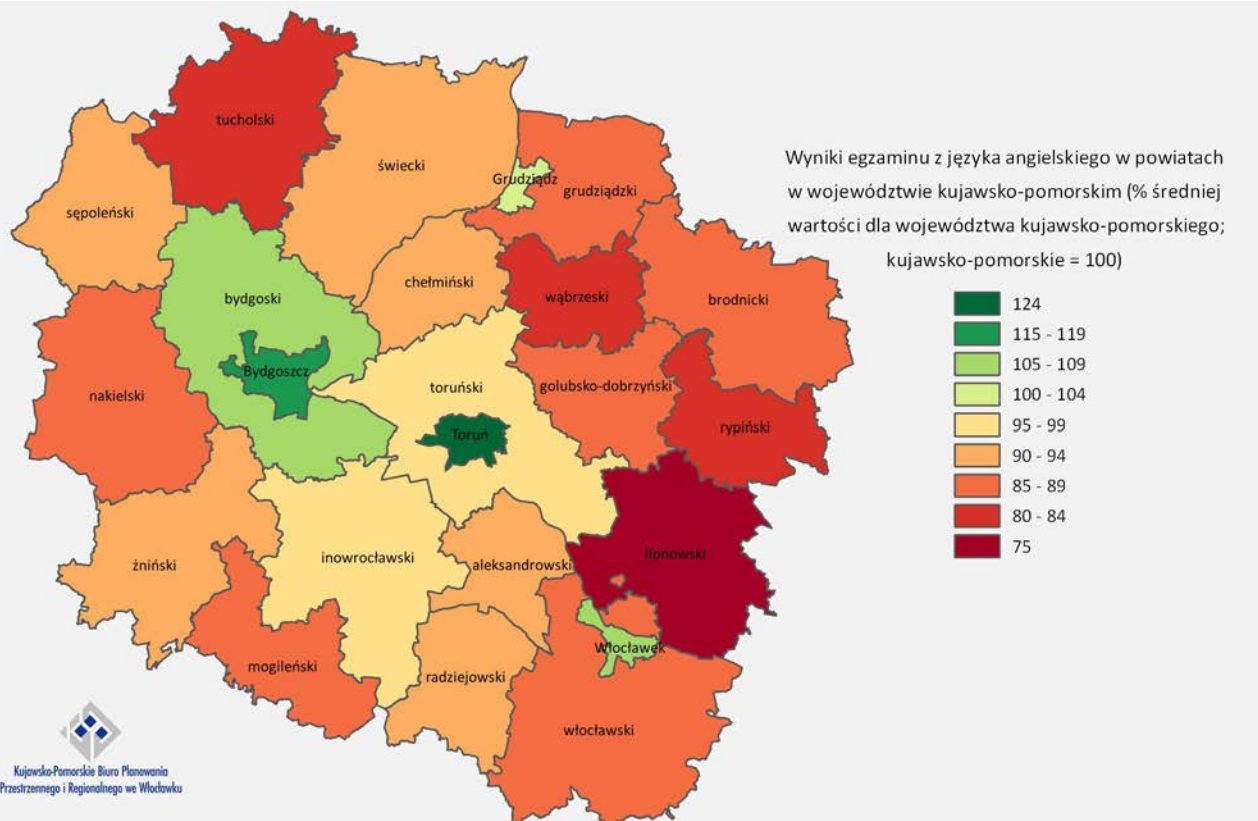 tucholski
świecki
sępoleński
Grudziądz
grudziądzki
bydgoski
chełmiński
wąbrzeski
brodnicki
Bydgoszcz
nakielski
toruński
golubsko-dobrzyński
Toruń
rypiński
żniński
inowrocławski
aleksandrowski
lipnowski
mogileński
radziejowski
Włocławek
włocławski
Wyniki egzaminu z języka angielskiego w powiatach
w województwie kujawsko-pomorskim (% średniej
wartości dla województwa kujawsko-pomorskiego;
kujawsko-pomorskie = 100)
124
115 - 119
105 - 109
100 - 104
95 - 99
90 - 94
85 - 89
80 - 84
75
Kujawsko-Pomorskie Biuro Planowania
Przestrzennego i Regionalnego we Włocławku